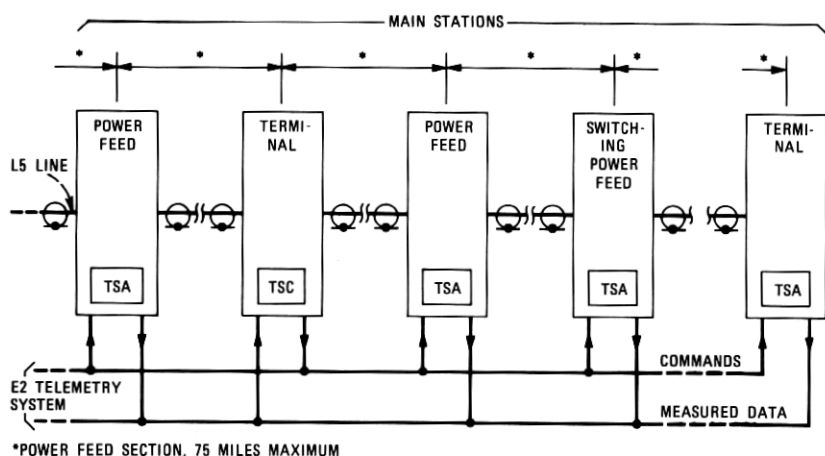 MAIN STATIONS
* * * * * *
POWER
FEED
TERMI-
NAL
POWER
FEED
SWITCH-
ING
POWER
FEED
TERMI-
NAL
L5 LINE
TSA
TSC
TSA
TSA
TSA
COMMANDS
E2 TELEMETRY
SYSTEM
MEASURED DATA
*POWER FEED SECTION, 75 MILES MAXIMUM